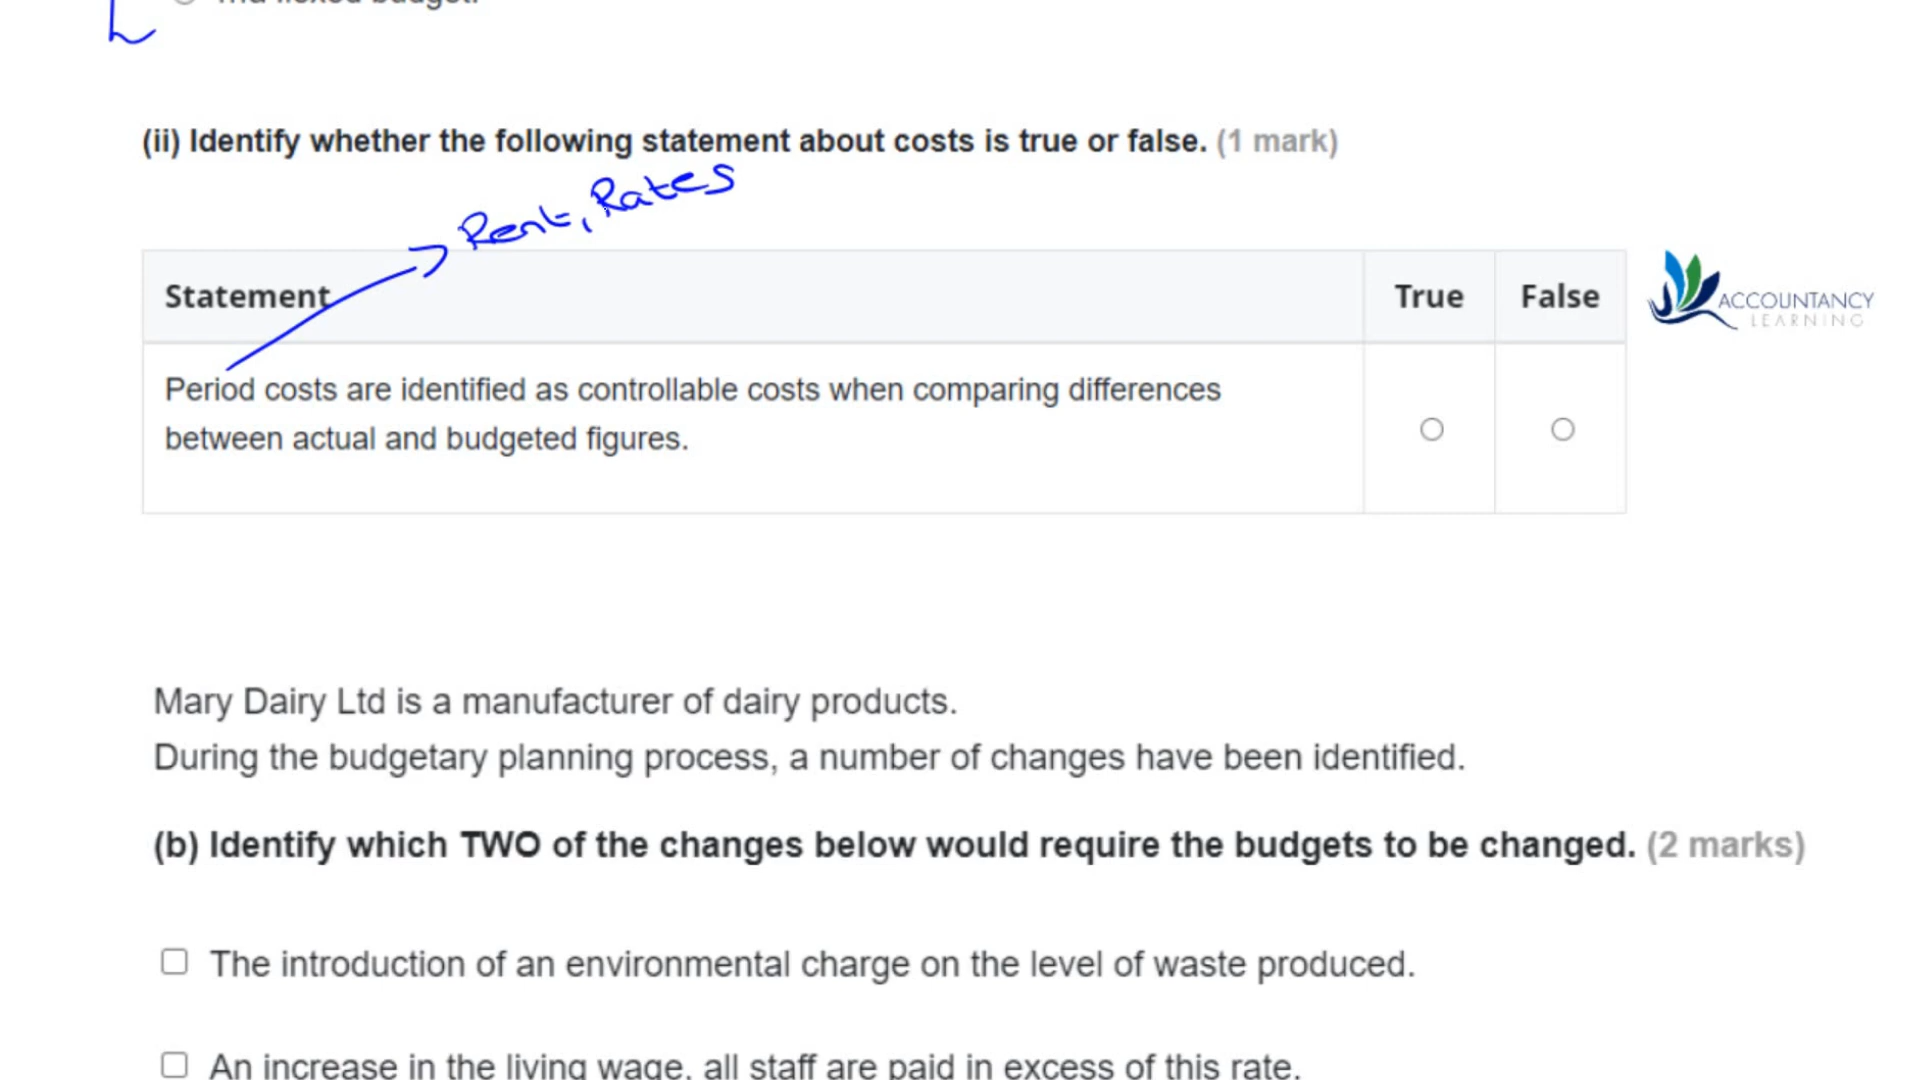 budget.
(ii) Identify whether the following statement about costs is true or false. (1 mark)
Rent, Rates
Statement True False
ACCOUNTANCY
LEARNING
Period costs are identified as controllable costs when comparing differences
between actual and budgeted figures.
Mary Dairy Ltd is a manufacturer of dairy products.
During the budgetary planning process, a number of changes have been identified.
(b) Identify which TWO of the changes below would require the budgets to be changed. (2 marks)
The introduction of an environmental charge on the level of waste produced.
An increase in the living wage, all staff are paid in excess of this rate.